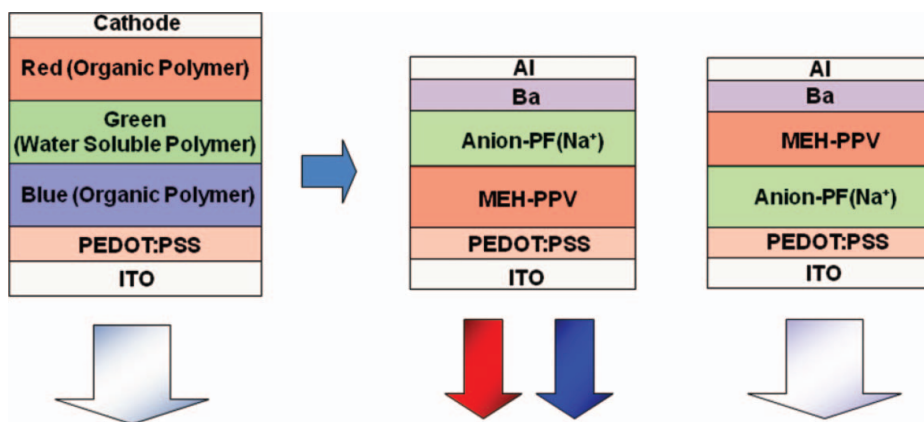 Cathode
Red (Organic Polymer)
Green
(Water Soluble Polymer)
Blue (Organic Polymer)
PEDOT:PSS
ITO
Al
Ba
Anion-PF(Na⁺)
MEH-PPV
PEDOT:PSS
ITO
Al
Ba
MEH-PPV
Anion-PF(Na⁺)
PEDOT:PSS
ITO